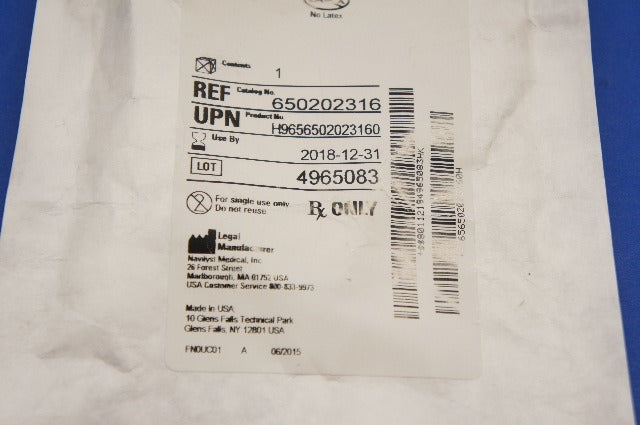 No Latex
Contents 1
REF Catalog No. 650202316
UPN Product No. H9656502023160
Use By
2018-12-31
LOT 4965083
For single use only.
Do not reuse
Rx ONLY
Legal
Manufacturer
Navilyst Medical, Inc
26 Forest Street
Marlborough, MA 01752 USA
USA Customer Service 800-833-9973
Made in USA:
10 Glens Falls Technical Park
Glens Falls, NY 12801 USA
FN0UC01 A 06/2015